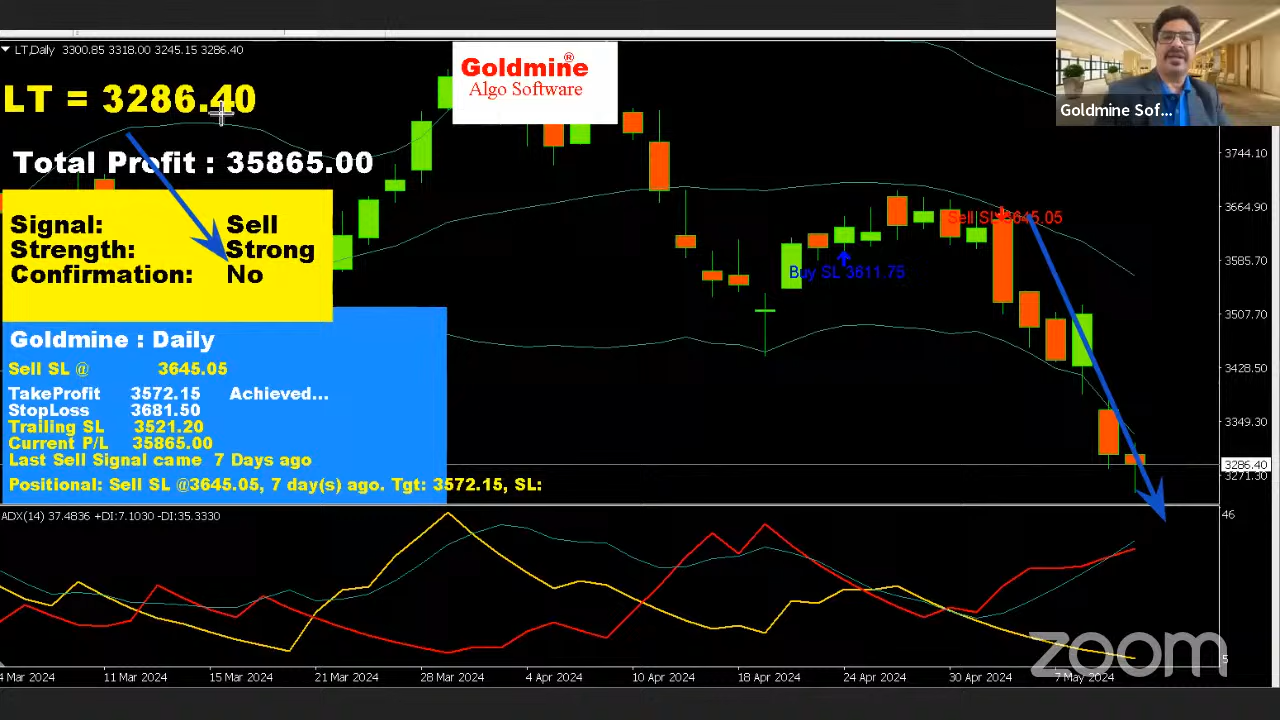 LT,Daily 3300.85 3318.00 3245.15 3286.40
LT = 3286.40
Total Profit : 35865.00
Signal: Sell
Strength: Strong
Confirmation: No
Goldmine : Daily
Sell SL @ 3645.05
TakeProfit 3572.15 Achieved...
StopLoss 3681.50
Trailing SL 3521.20
Current P/L 35865.00
Last Sell Signal came 7 Days ago
Positional: Sell SL @3645.05, 7 day(s) ago. Tgt: 3572.15, SL:
Goldmine ®
Algo Software
Goldmine Sof...
Buy SL 3611.75
Sell SL 3645.05
3744.10
3664.90
3585.70
3507.70
3428.50
3349.30
3286.40
3271.30
ADX(14) 37.4836 +DI:7.1030 -DI:35.3330
46
5
4 Mar 2024
11 Mar 2024
15 Mar 2024
21 Mar 2024
28 Mar 2024
4 Apr 2024
10 Apr 2024
18 Apr 2024
24 Apr 2024
30 Apr 2024
7 May 2024
zoom